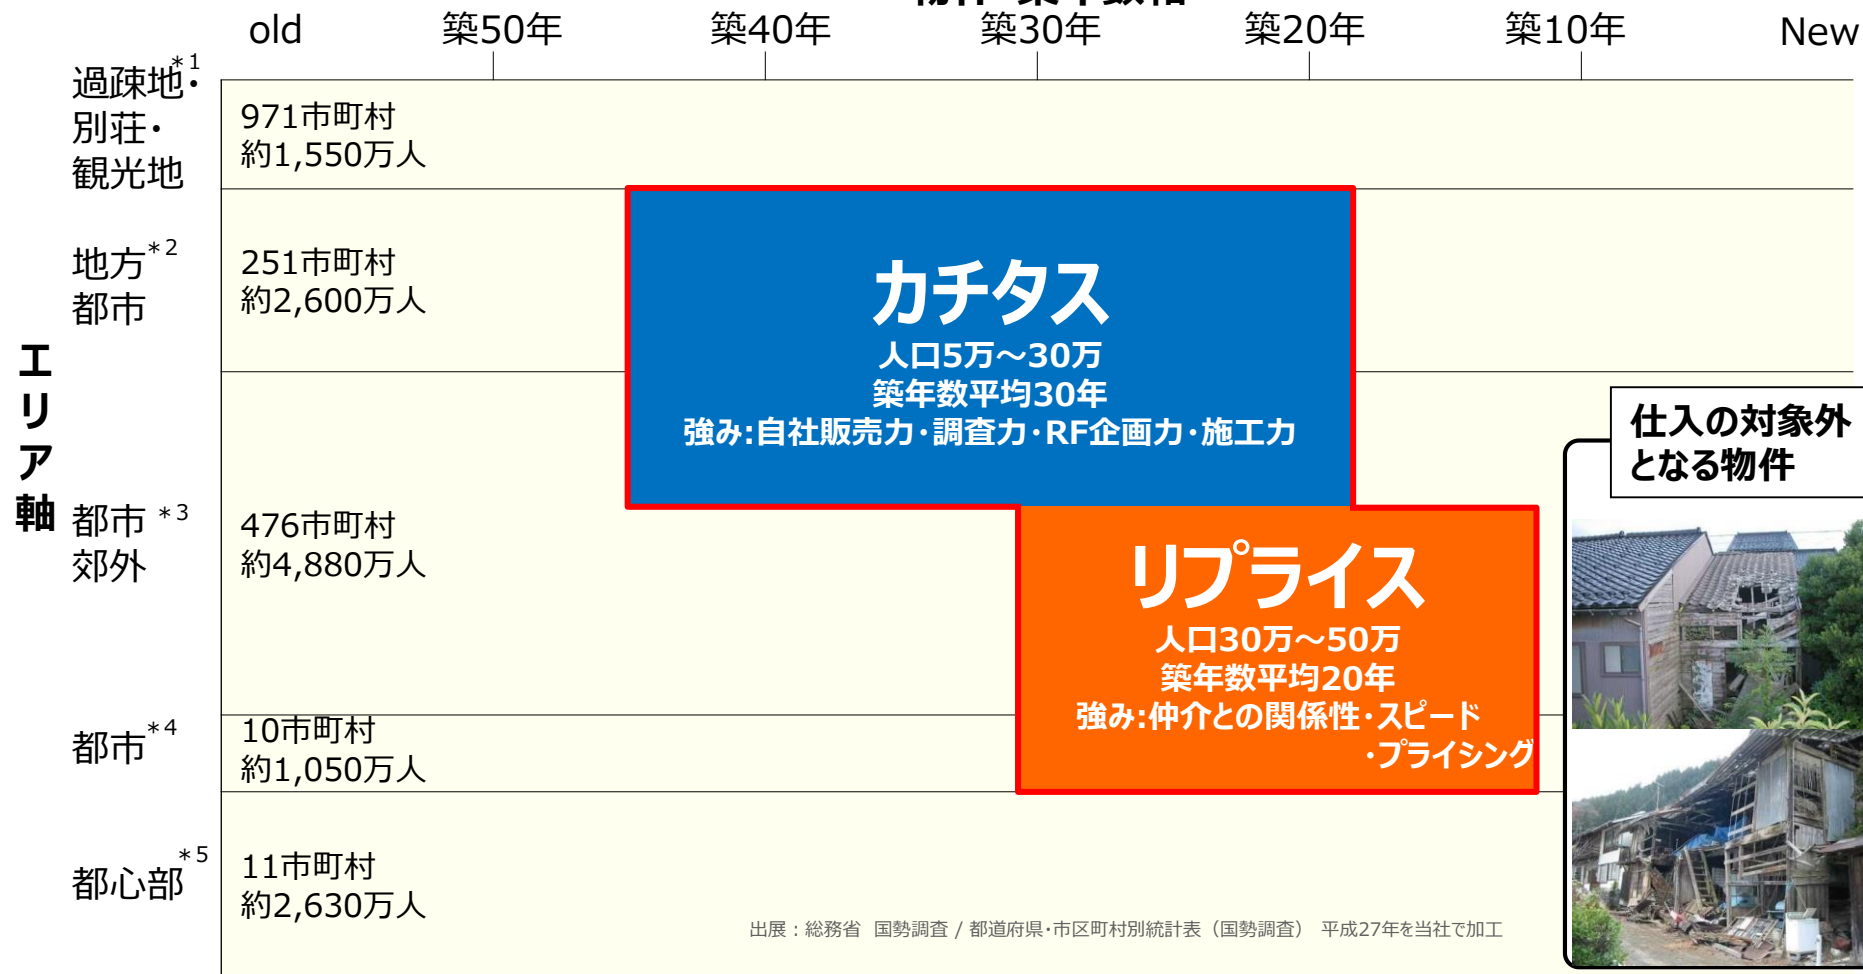 old
築50年
築40年
築30年
築20年
築10年
New
エリア軸
過疎地・*1
別荘・
観光地
971市町村
約1,550万人
地方*2
都市
251市町村
約2,600万人
カチタス
人口5万～30万
築年数平均30年
強み:自社販売力・調査力・RF企画力・施工力
都市 *3
郊外
476市町村
約4,880万人
リプライス
人口30万～50万
築年数平均20年
強み:仲介との関係性・スピード
・プライシング
都市*4
10市町村
約1,050万人
都心部*5
11市町村
約2,630万人
仕入の対象外
となる物件
出展：総務省 国勢調査 / 都道府県・市区町村別統計表（国勢調査） 平成27年を当社で加工